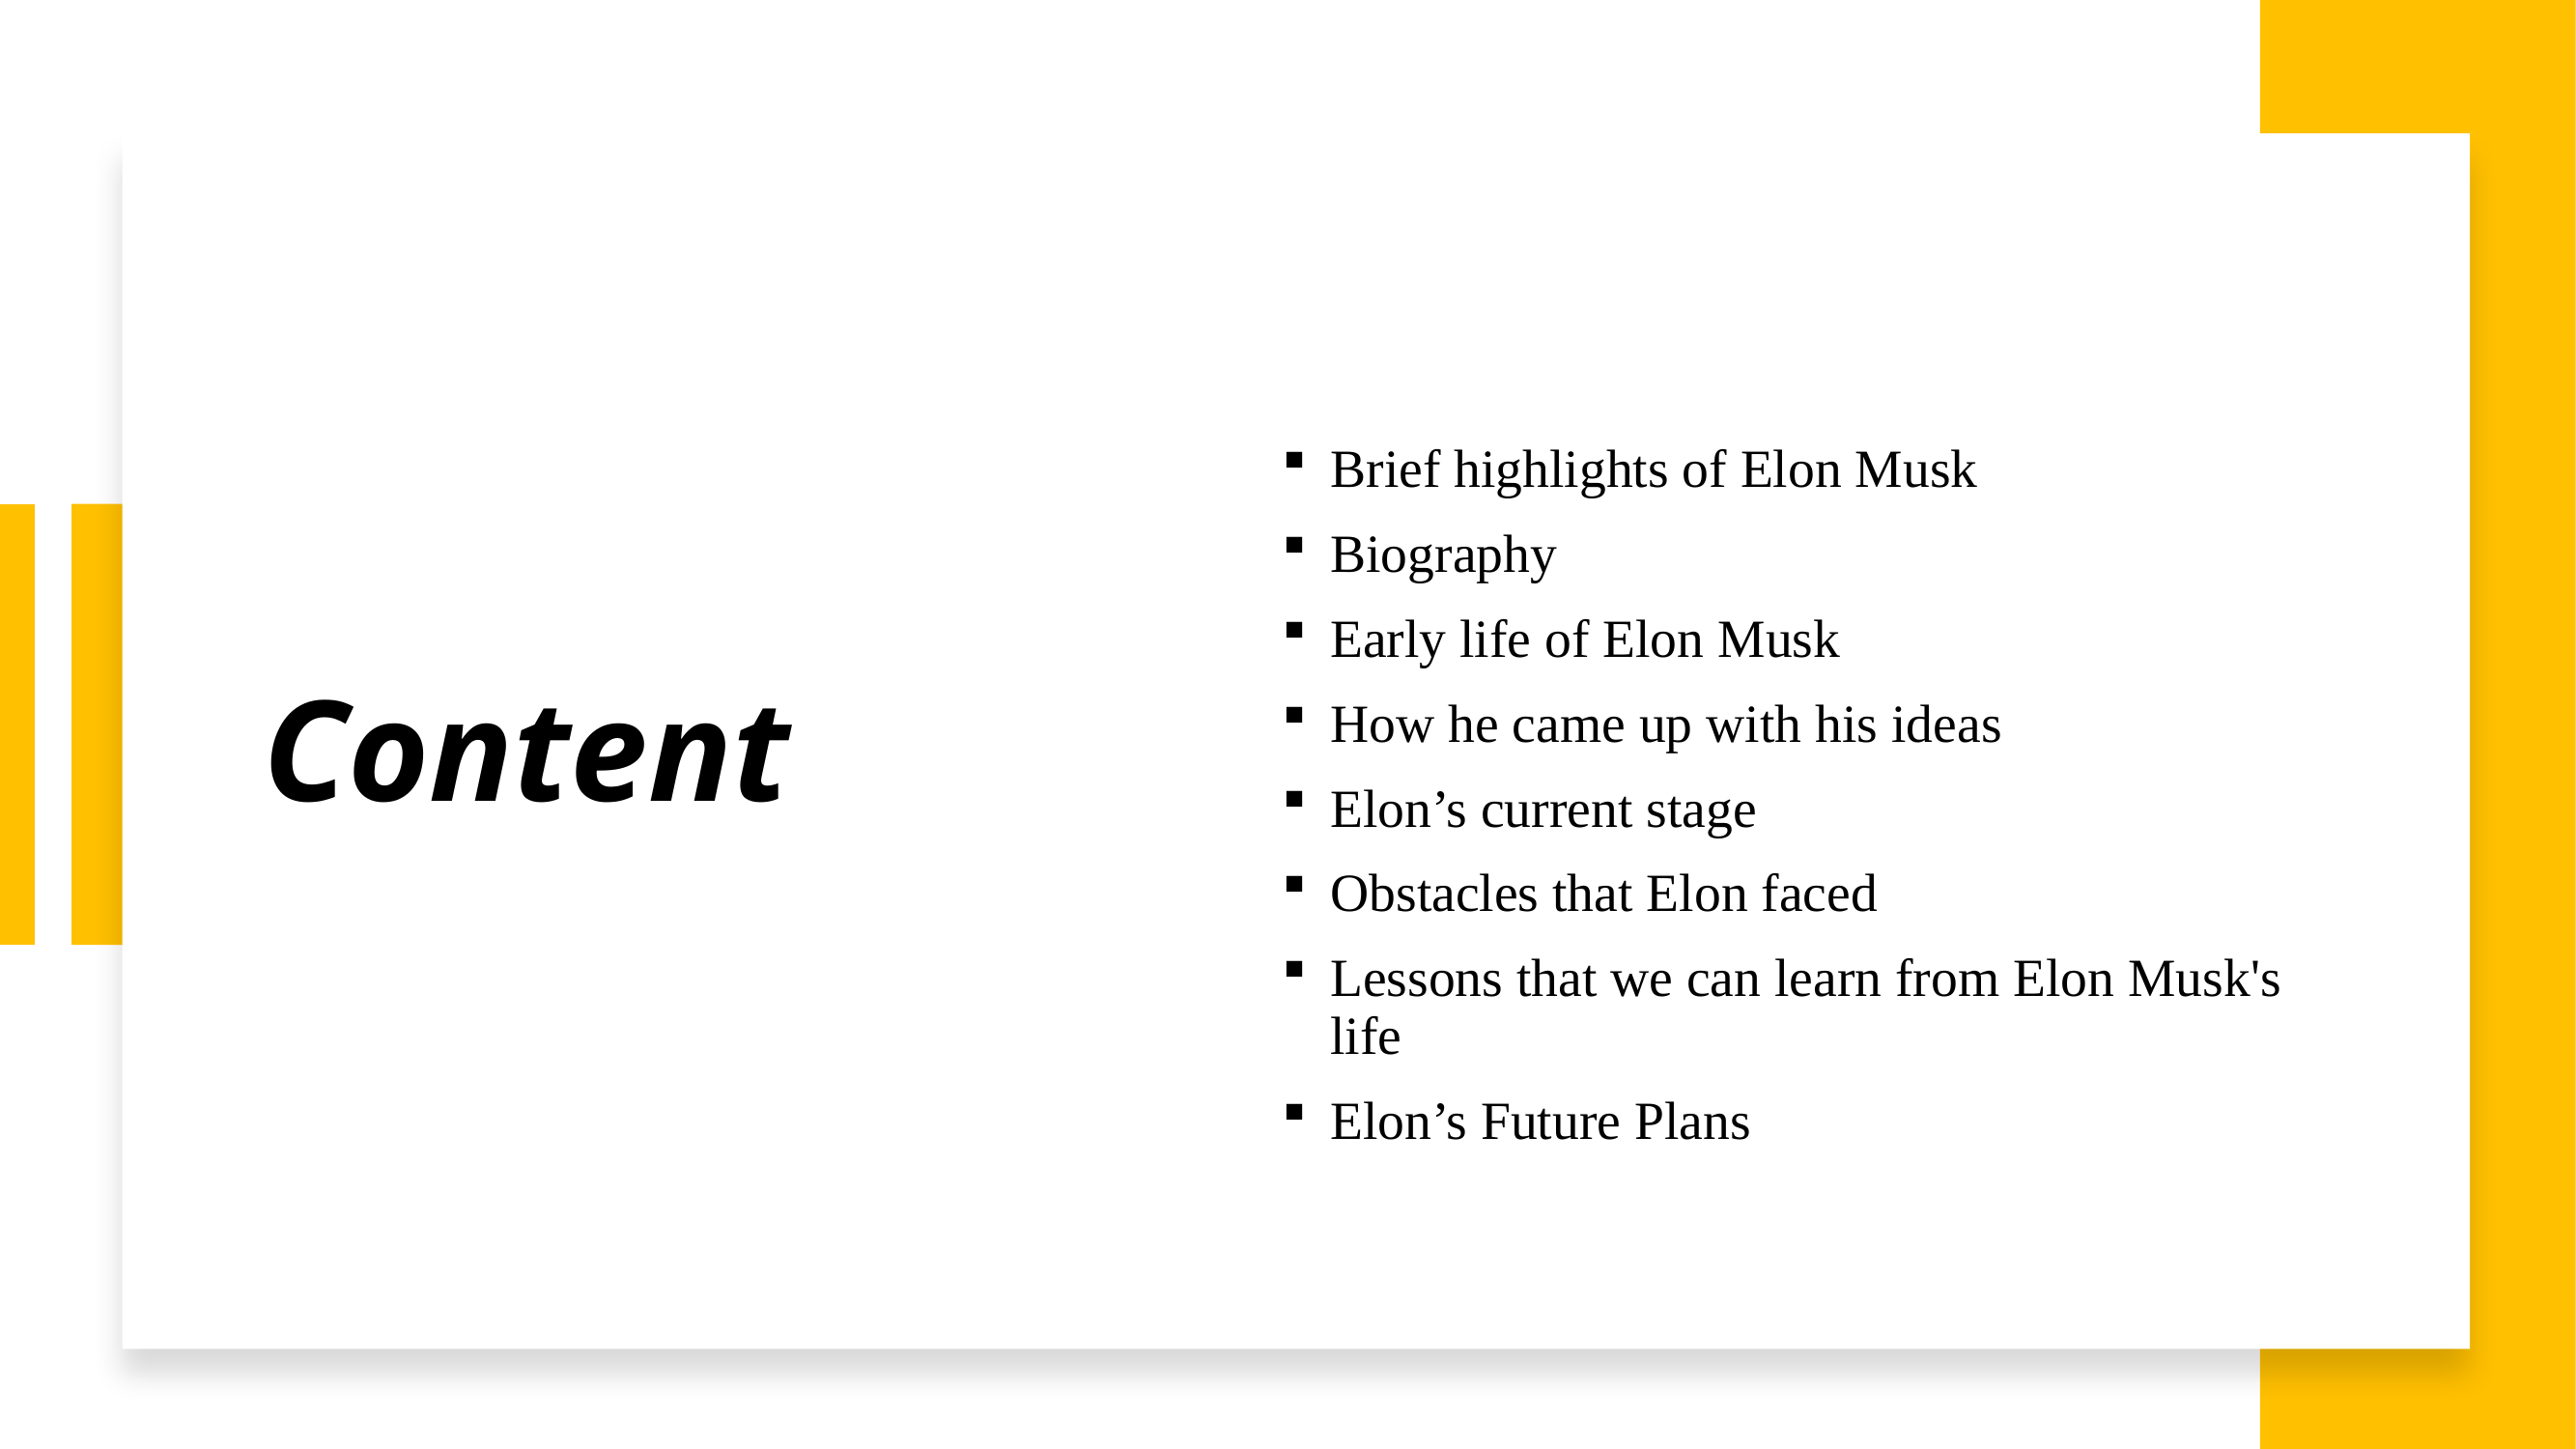 Content
▪ Brief highlights of Elon Musk
▪ Biography
▪ Early life of Elon Musk
▪ How he came up with his ideas
▪ Elon’s current stage
▪ Obstacles that Elon faced
▪ Lessons that we can learn from Elon Musk's
life
▪ Elon’s Future Plans